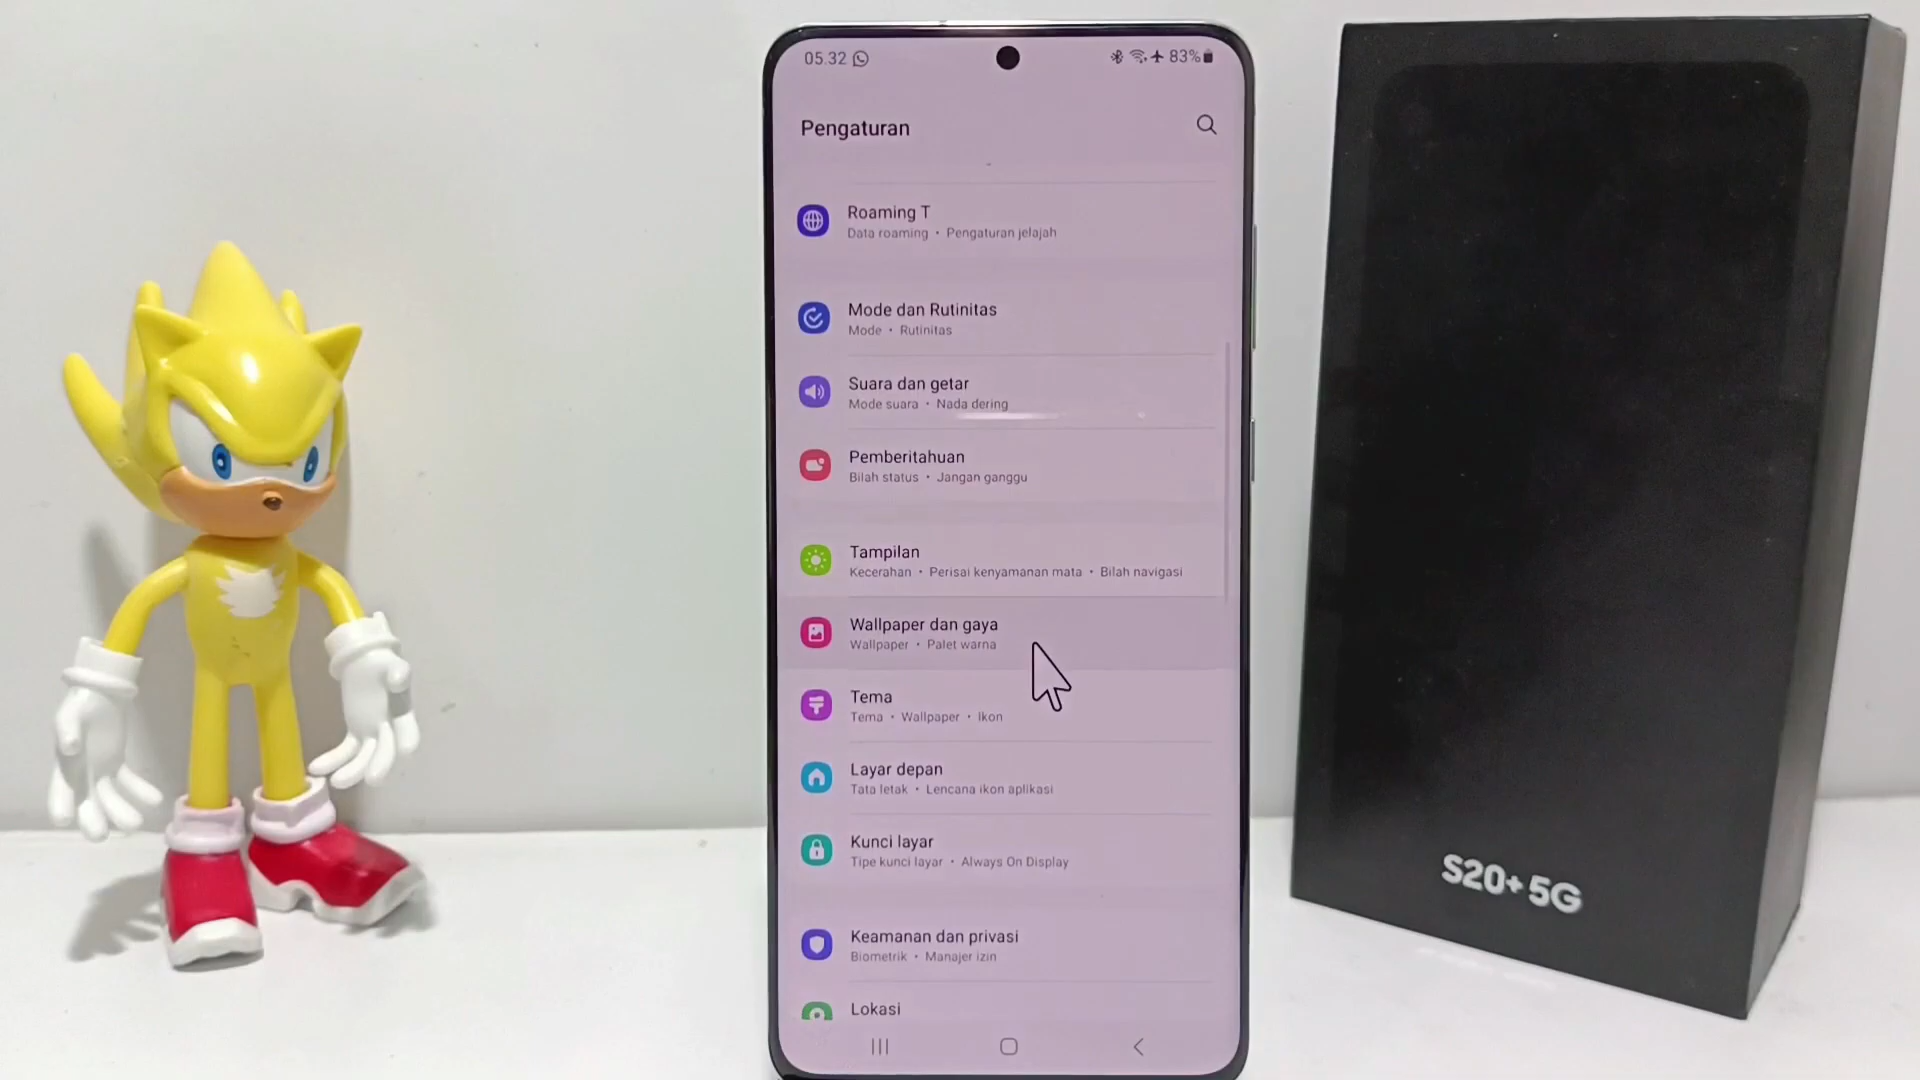 05.32
83%
Pengaturan
Roaming T
Data roaming • Pengaturan jelajah
Mode dan Rutinitas
Mode • Rutinitas
Suara dan getar
Mode suara • Nada dering
Pemberitahuan
Bilah status • Jangan ganggu
Tampilan
Kecerahan • Perisai kenyamanan mata • Bilah navigasi
Wallpaper dan gaya
Wallpaper • Palet warna
Tema
Tema • Wallpaper • Ikon
Layar depan
Tata letak • Lencana ikon aplikasi
Kunci layar
Tipe kunci layar • Always On Display
Keamanan dan privasi
Biometrik • Manajer izin
Lokasi
S20+ 5G